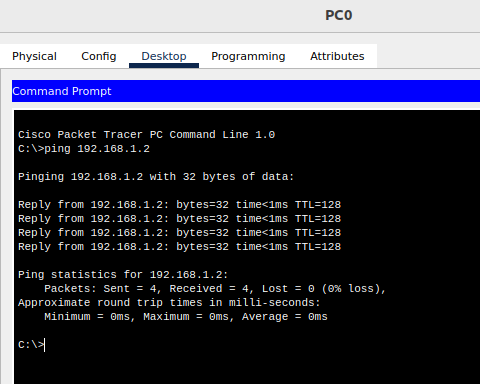 PC0
Physical Config Desktop Programming Attributes
Command Prompt
Cisco Packet Tracer PC Command Line 1.0
C:\>ping 192.168.1.2
Pinging 192.168.1.2 with 32 bytes of data:
Reply from 192.168.1.2: bytes=32 time<1ms TTL=128
Reply from 192.168.1.2: bytes=32 time<1ms TTL=128
Reply from 192.168.1.2: bytes=32 time<1ms TTL=128
Reply from 192.168.1.2: bytes=32 time<1ms TTL=128
Ping statistics for 192.168.1.2:
Packets: Sent = 4, Received = 4, Lost = 0 (0% loss),
Approximate round trip times in milli-seconds:
Minimum = 0ms, Maximum = 0ms, Average = 0ms
C:\>